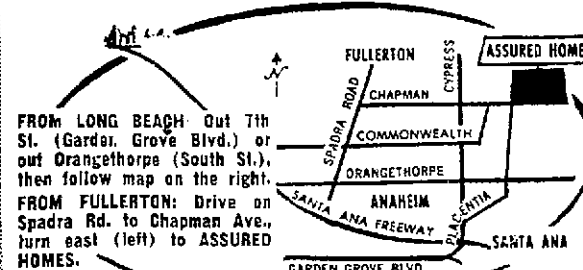 L.A.
FROM LONG BEACH: Out 7th
St. (Garden Grove Blvd.) or
out Orangethorpe (South St.),
then follow map on the right.
FROM FULLERTON: Drive on
Spadra Rd. to Chapman Ave.,
turn east (left) to ASSURED
HOMES.
N
FULLERTON
CYPRESS
ASSURED HOME
SPADRA ROAD
CHAPMAN
COMMONWEALTH
ORANGETHORPE
ANAHEIM
SANTA ANA FREEWAY
PLACENTIA
SANTA ANA
GARDEN GROVE BLVD